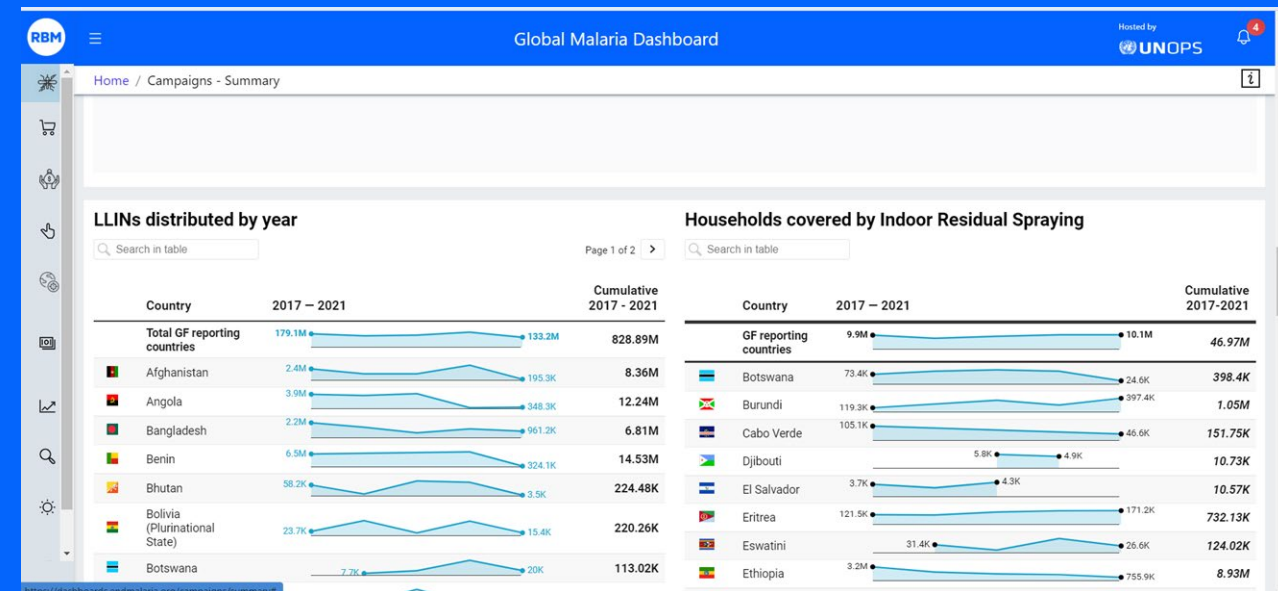 RBM
Global Malaria Dashboard
Hosted by
UNOPS
4
Home / Campaigns - Summary
i
LLINs distributed by year
Search in table
Page 1 of 2 >
Country 2017 — 2021 Cumulative
2017 - 2021
Total GF reporting
countries 179.1M 133.2M 828.89M
Afghanistan 2.4M 195.3K 8.36M
Angola 3.9M 348.3K 12.24M
Bangladesh 2.2M 961.2K 6.81M
Benin 6.5M 324.1K 14.53M
Bhutan 58.2K 3.5K 224.48K
Bolivia
(Plurinational
State) 23.7K 15.4K 220.26K
Botswana 7.7K 20K 113.02K
Households covered by Indoor Residual Spraying
Search in table
Country 2017 — 2021 Cumulative
2017-2021
GF reporting
countries 9.9M 10.1M 46.97M
Botswana 73.4K 24.6K 398.4K
Burundi 119.3K 397.4K 1.05M
Cabo Verde 105.1K 46.6K 151.75K
Djibouti 5.8K 4.9K 10.73K
El Salvador 3.7K 4.3K 10.57K
Eritrea 121.5K 171.2K 732.13K
Eswatini 31.4K 26.6K 124.02K
Ethiopia 3.2M 755.9K 8.93M